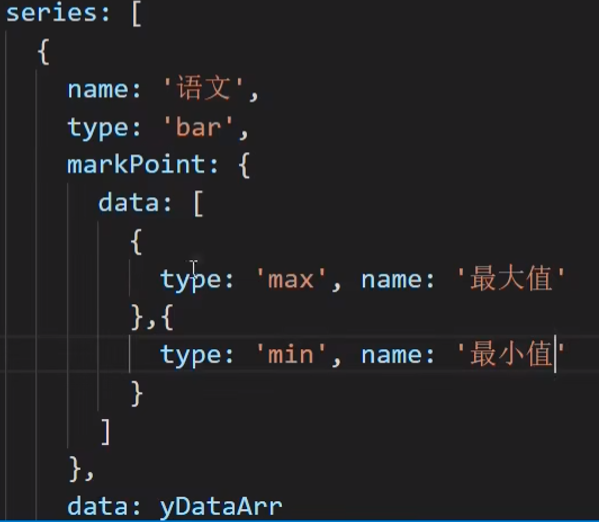 series: [
{
name: '语文',
type: 'bar',
markPoint: {
data: [
{
type: 'max', name: '最大值'
},{
type: 'min', name: '最小值'
}
]
},
data: yDataArr